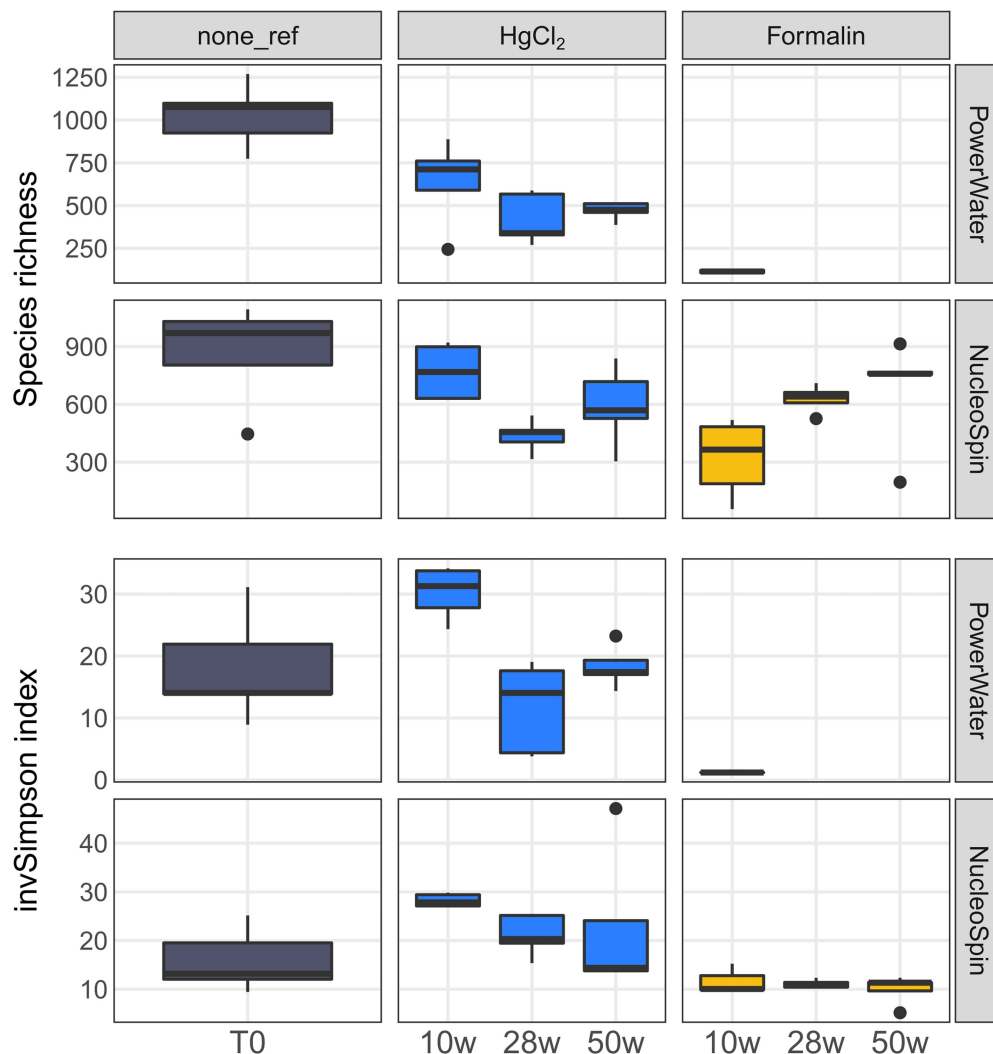 none_ref HgCl₂ Formalin
Species richness
1250
1000
750
500
250
PowerWater
900
600
300
NucleoSpin
invSimpson index
30
20
10
0
PowerWater
40
30
20
10
NucleoSpin
T0 10w 28w 50w 10w 28w 50w